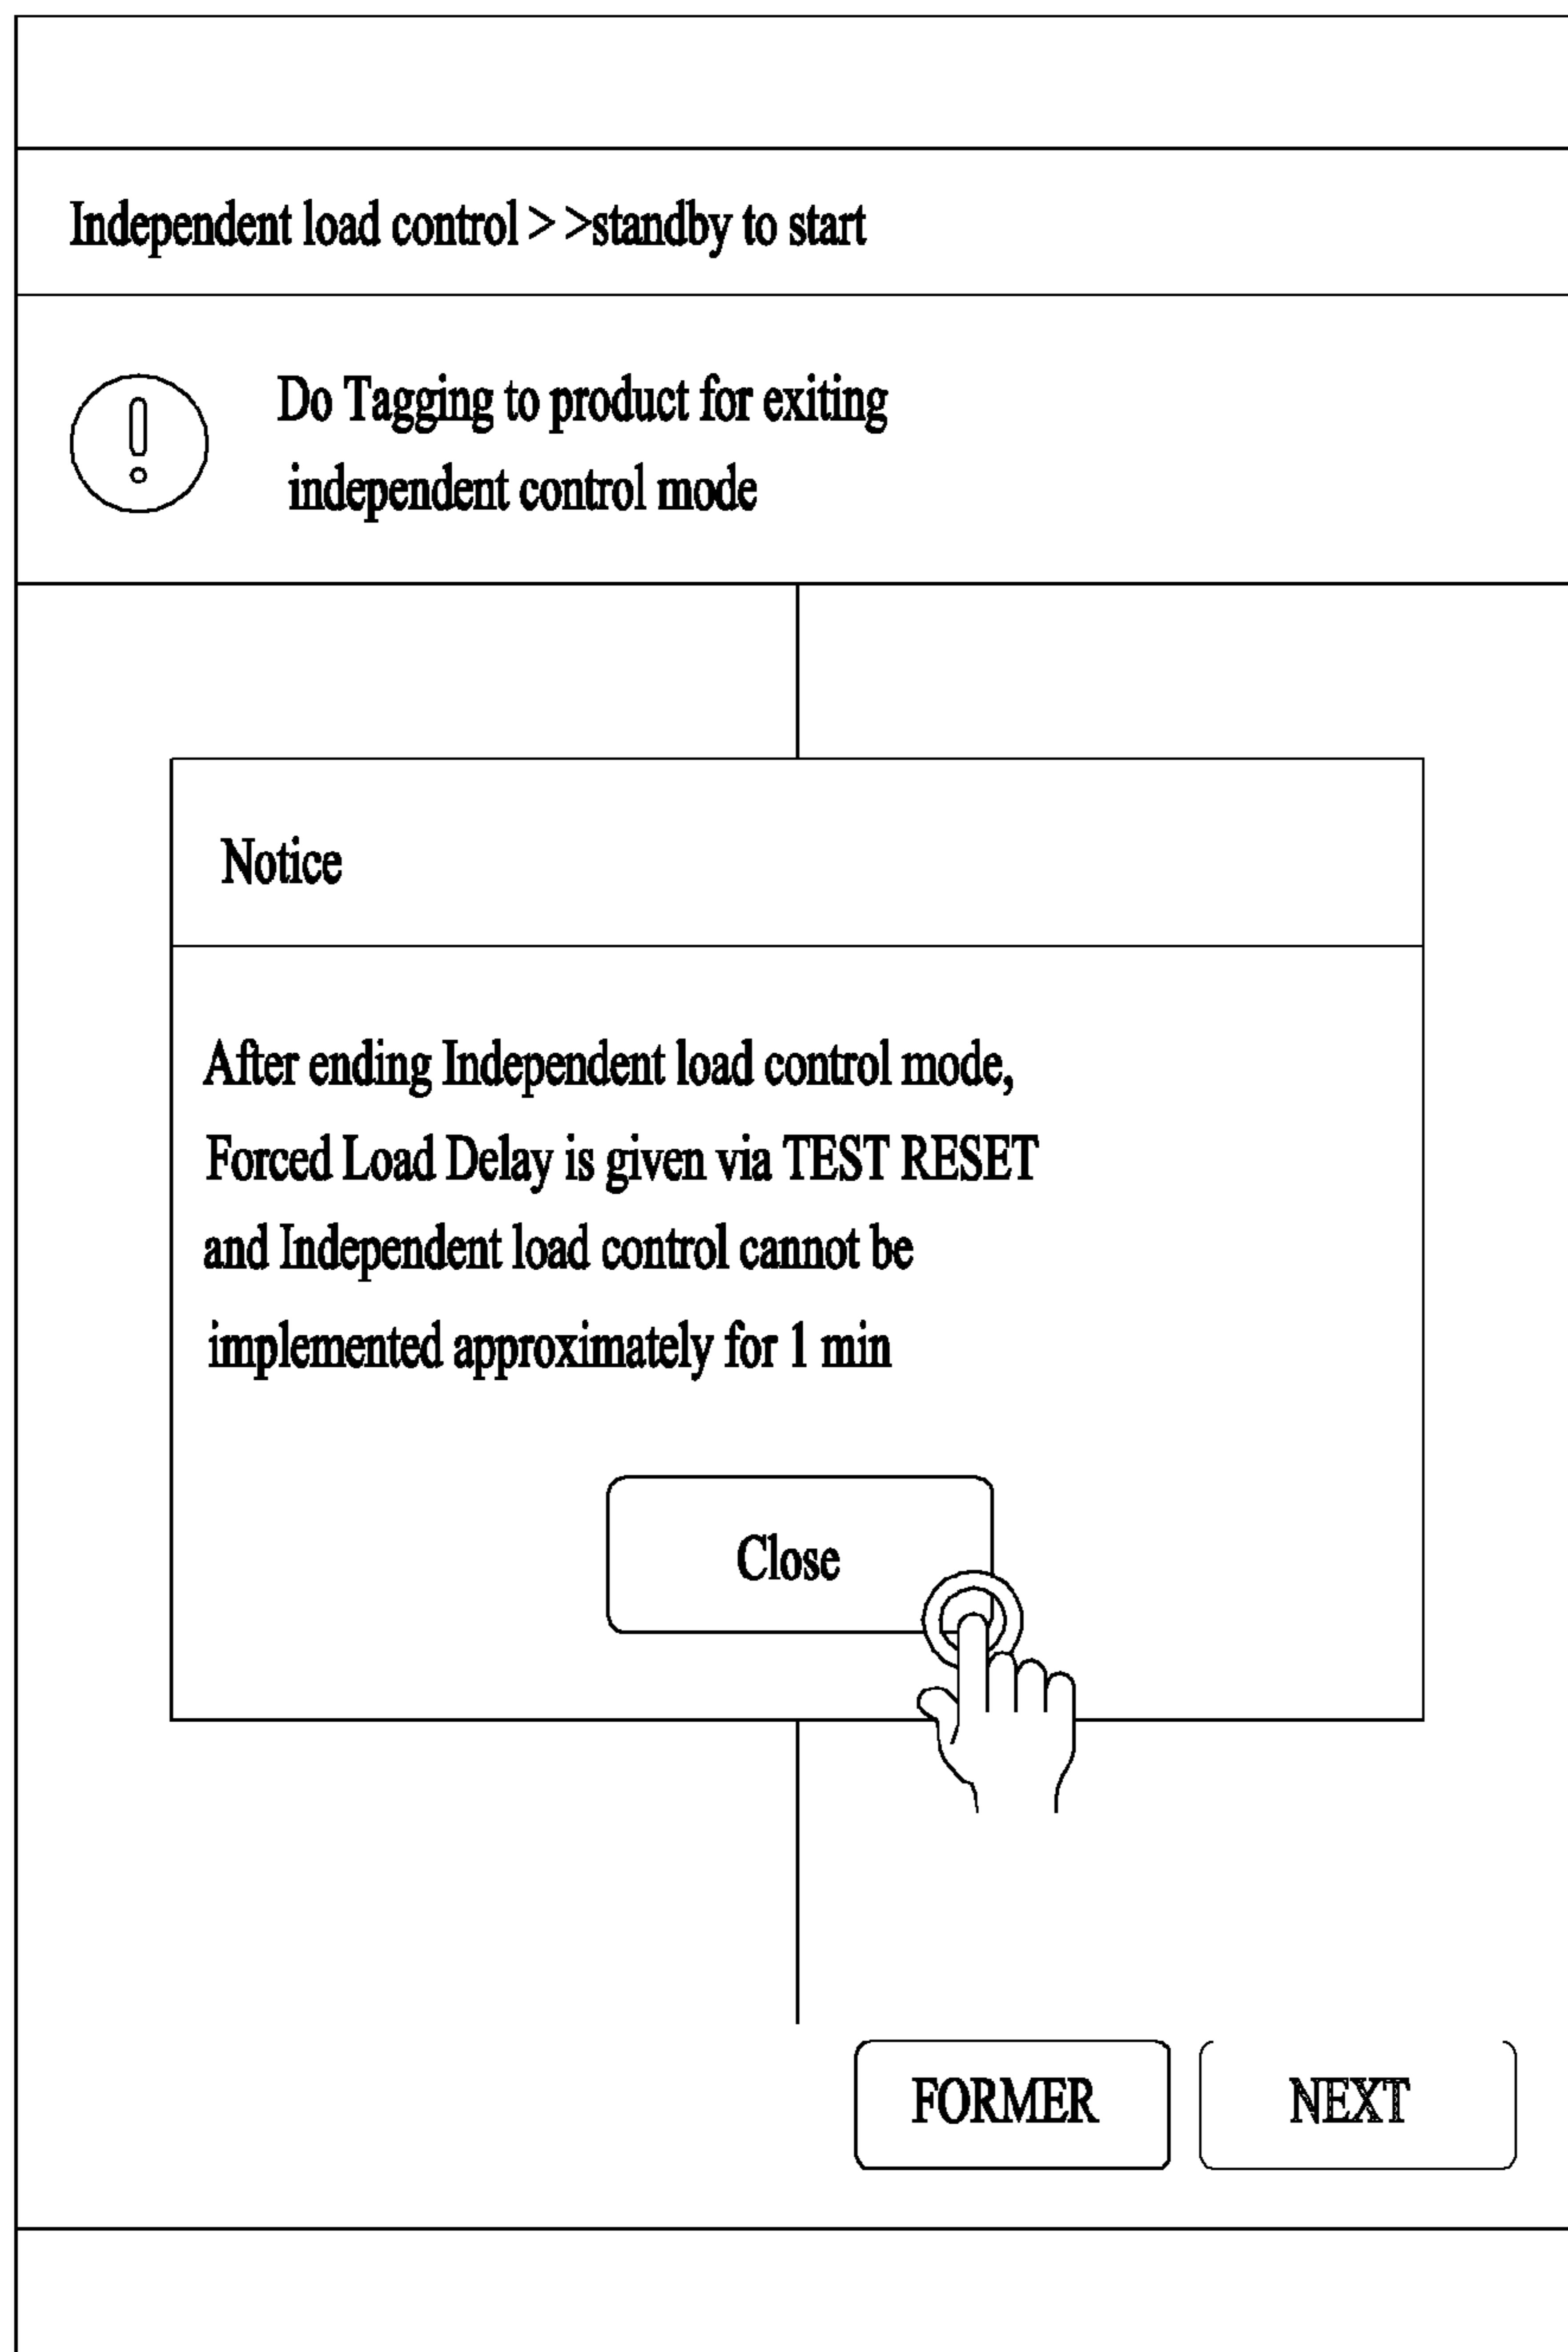 Independent load control > >standby to start
Do Tagging to product for exiting
independent control mode
Notice
After ending Independent load control mode,
Forced Load Delay is given via TEST RESET
and Independent load control cannot be
implemented approximately for 1 min
Close
FORMER
NEXT